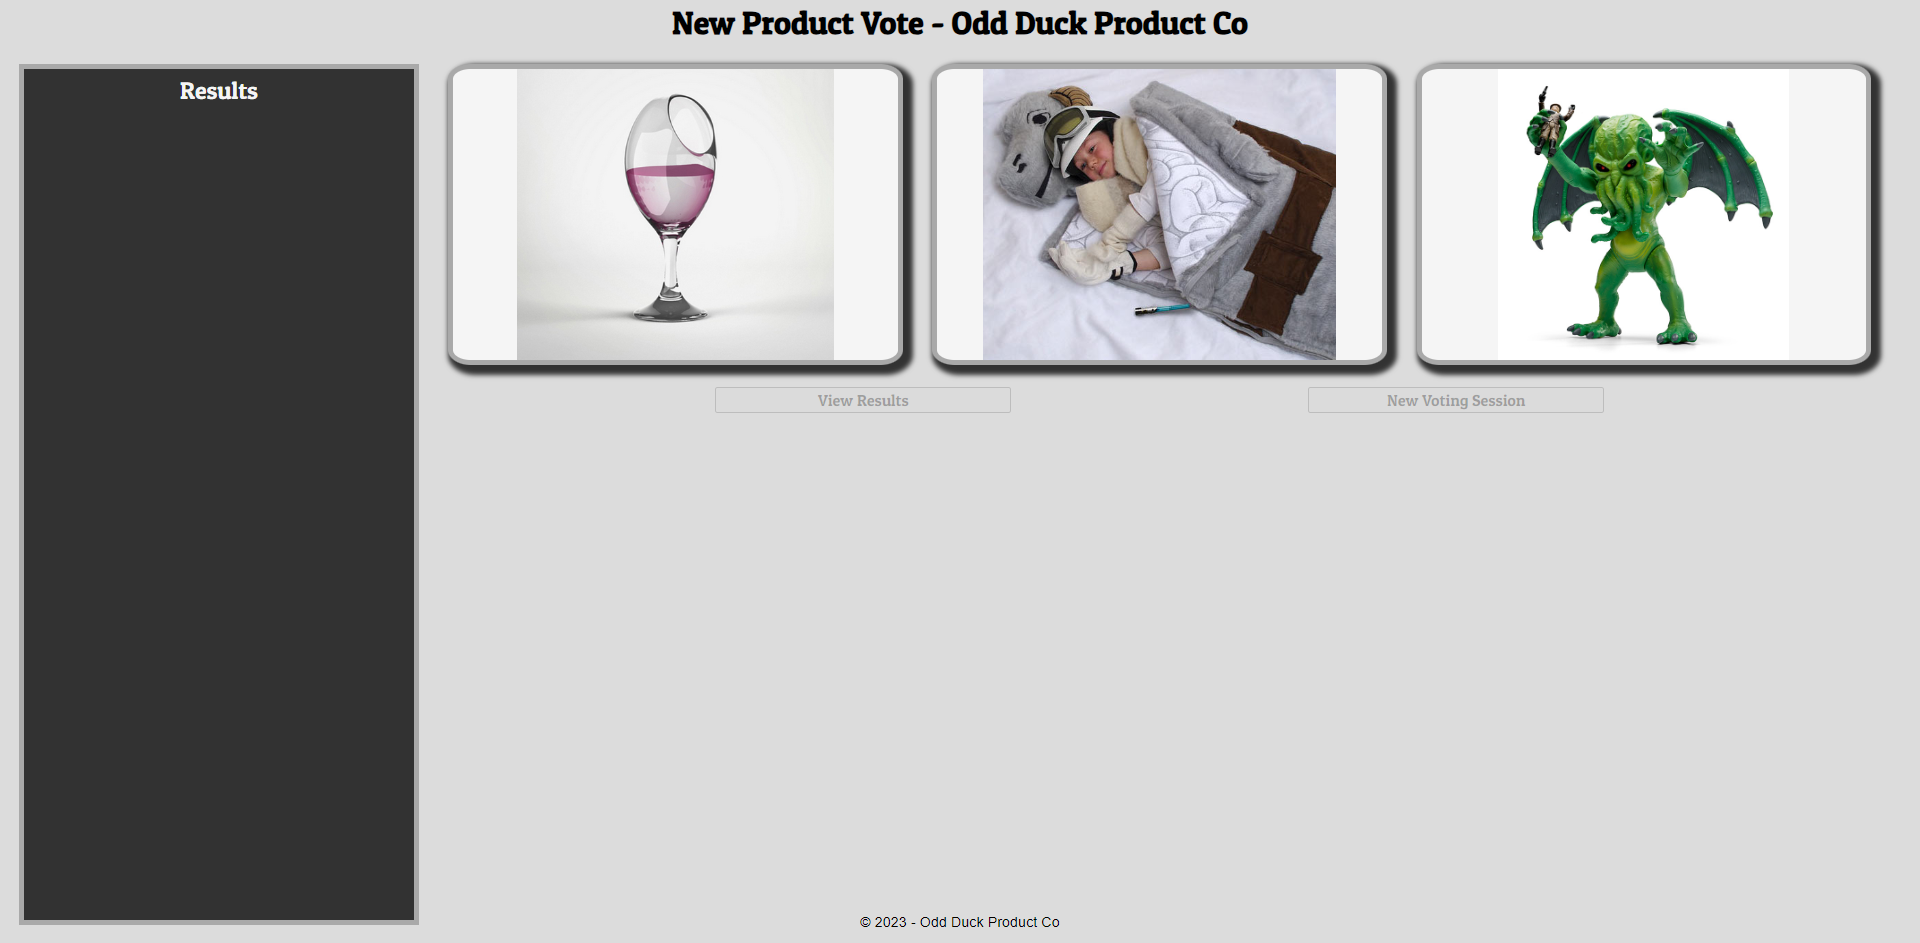 New Product Vote - Odd Duck Product Co
Results
View Results
New Voting Session
© 2023 - Odd Duck Product Co